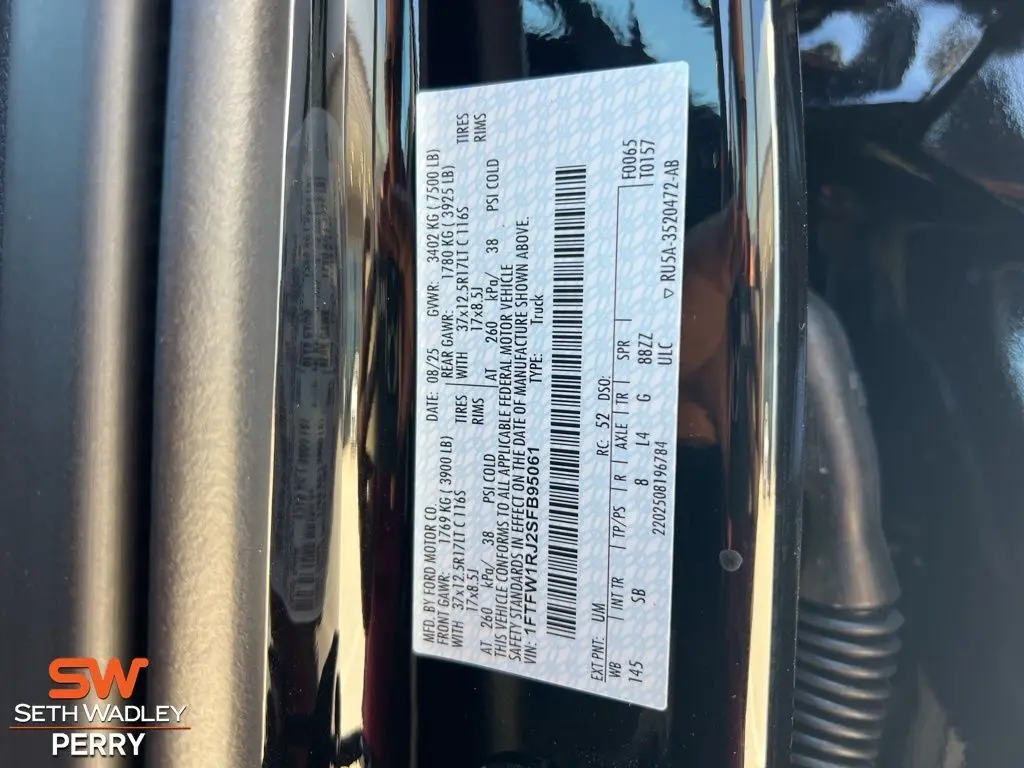 MFD. BY FORD MOTOR CO.
DATE: 08/25
GVWR: 3402 KG ( 7500 LB)
FRONT GAWR: 1769 KG ( 3900 LB)
REAR GAWR: 1780 KG ( 3925 LB)
WITH 37x12.5R17LT C 116S TIRES
WITH 37x12.5R17LT C 116S TIRES
17x8.5J RIMS
17x8.5J RIMS
AT 260 kPa/ 38 PSI COLD
AT 260 kPa/ 38 PSI COLD
THIS VEHICLE CONFORMS TO ALL APPLICABLE FEDERAL MOTOR VEHICLE
SAFETY STANDARDS IN EFFECT ON THE DATE OF MANUFACTURE SHOWN ABOVE.
VIN: 1FTFW1RJ2SFB95061
TYPE: Truck
EXT PNT: UM RC: 52 DSO:
F0065
WB INT TR TP/PS R AXLE TR SPR
T0157
145 SB 8 L4 G 88ZZ
ULC
2202508196784
▽ RU5A-3520472-AB
SW
SETH WADLEY
PERRY